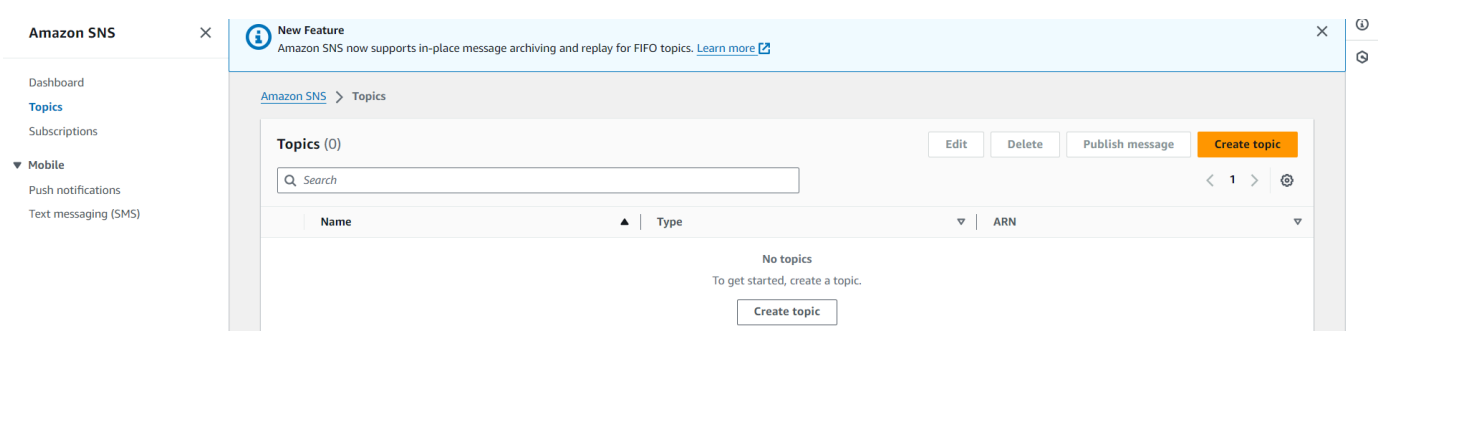 Amazon SNS
Dashboard
Topics
Subscriptions
Mobile
Push notifications
Text messaging (SMS)
New Feature
Amazon SNS now supports in-place message archiving and replay for FIFO topics. Learn more
Amazon SNS > Topics
Topics (0)
Edit Delete Publish message Create topic
Search
< 1 >
Name Type ARN
No topics
To get started, create a topic.
Create topic